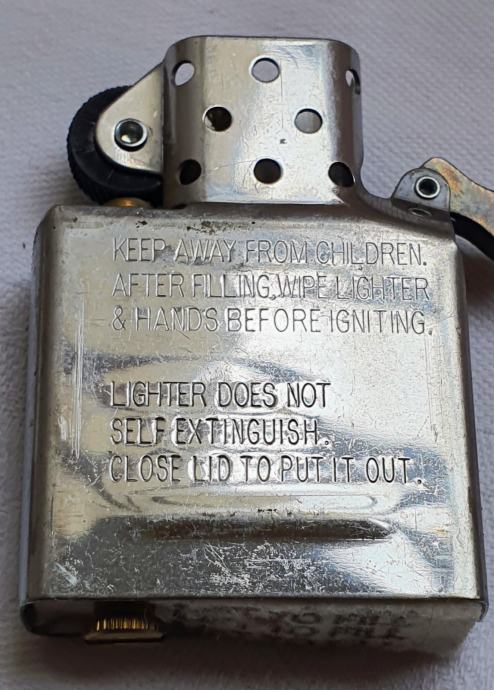 KEEP AWAY FROM CHILDREN.
AFTER FILLING, WIPE LIGHTER
& HANDS BEFORE IGNITING.
LIGHTER DOES NOT
SELF EXTINGUISH.
CLOSE LID TO PUT IT OUT.